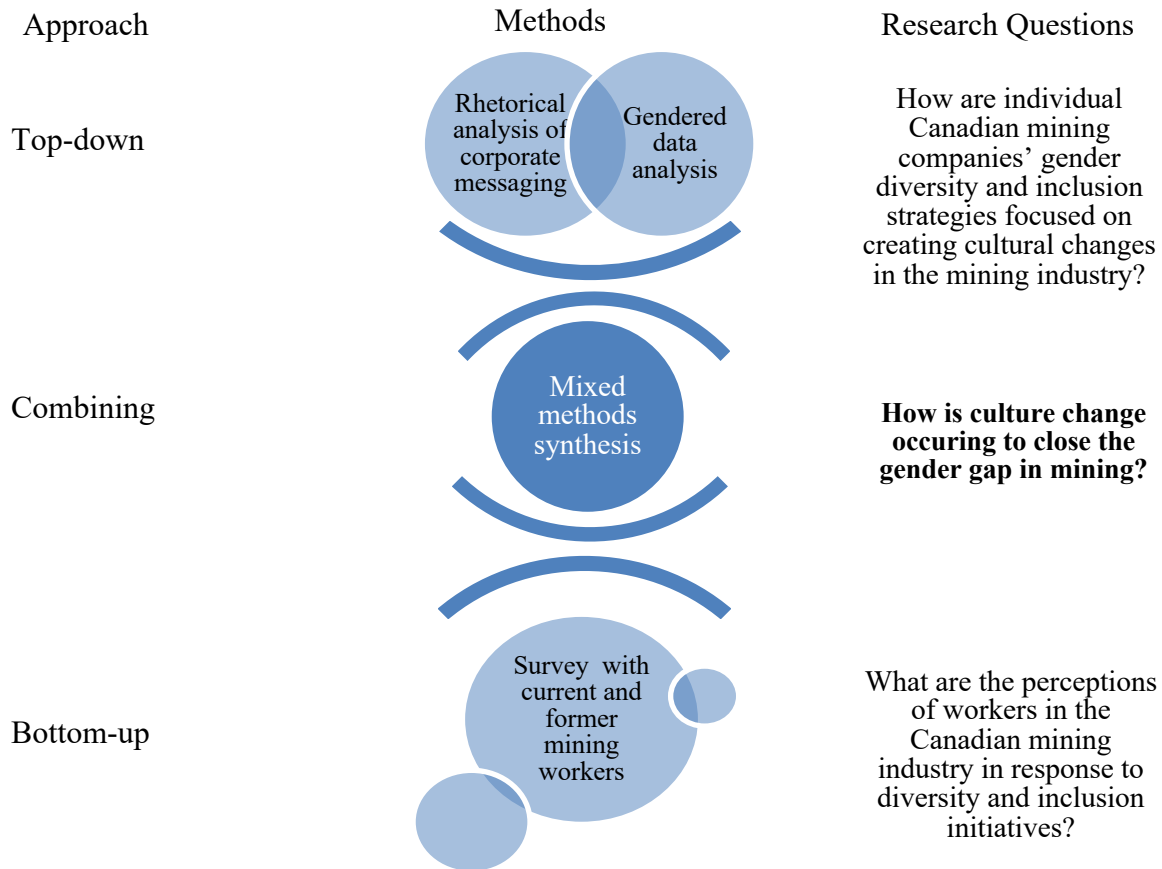 Approach
Methods
Research Questions
Top-down
Rhetorical
analysis of
corporate
messaging
Gendered
data
analysis
How are individual
Canadian mining
companies’ gender
diversity and inclusion
strategies focused on
creating cultural changes
in the mining industry?
Combining
Mixed
methods
synthesis
How is culture change
occuring to close the
gender gap in mining?
Bottom-up
Survey with
current and
former
mining
workers
What are the perceptions
of workers in the
Canadian mining
industry in response to
diversity and inclusion
initiatives?